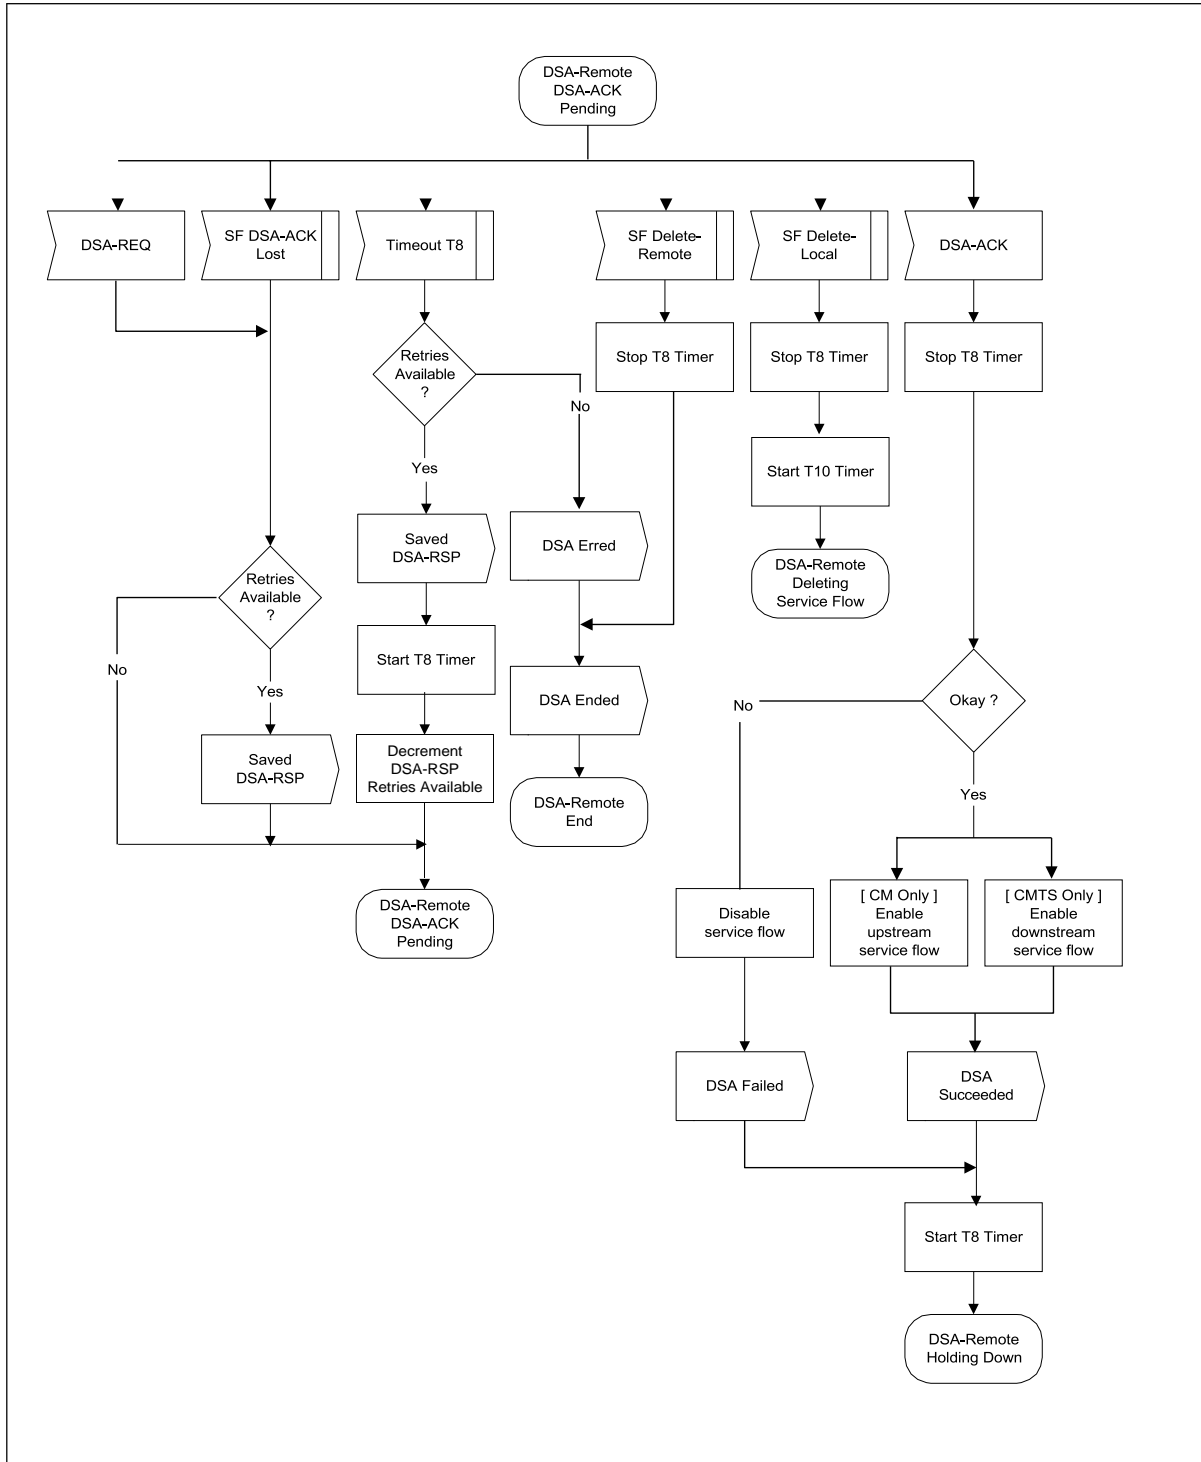 DSA-Remote
DSA-ACK
Pending
DSA-REQ
SF DSA-ACK
Lost
Timeout T8
SF Delete-
Remote
SF Delete-
Local
DSA-ACK
Retries
Available
?
Stop T8 Timer
Stop T8 Timer
Stop T8 Timer
No
Yes
Start T10 Timer
Saved
DSA-RSP
DSA Erred
DSA-Remote
Deleting
Service Flow
Retries
Available
?
No
Yes
Start T8 Timer
DSA Ended
Okay ?
No
Yes
Saved
DSA-RSP
Decrement
DSA-RSP
Retries Available
DSA-Remote
End
DSA-Remote
DSA-ACK
Pending
Disable
service flow
[ CM Only ]
Enable
upstream
service flow
[ CMTS Only ]
Enable
downstream
service flow
DSA Failed
DSA
Succeeded
Start T8 Timer
DSA-Remote
Holding Down